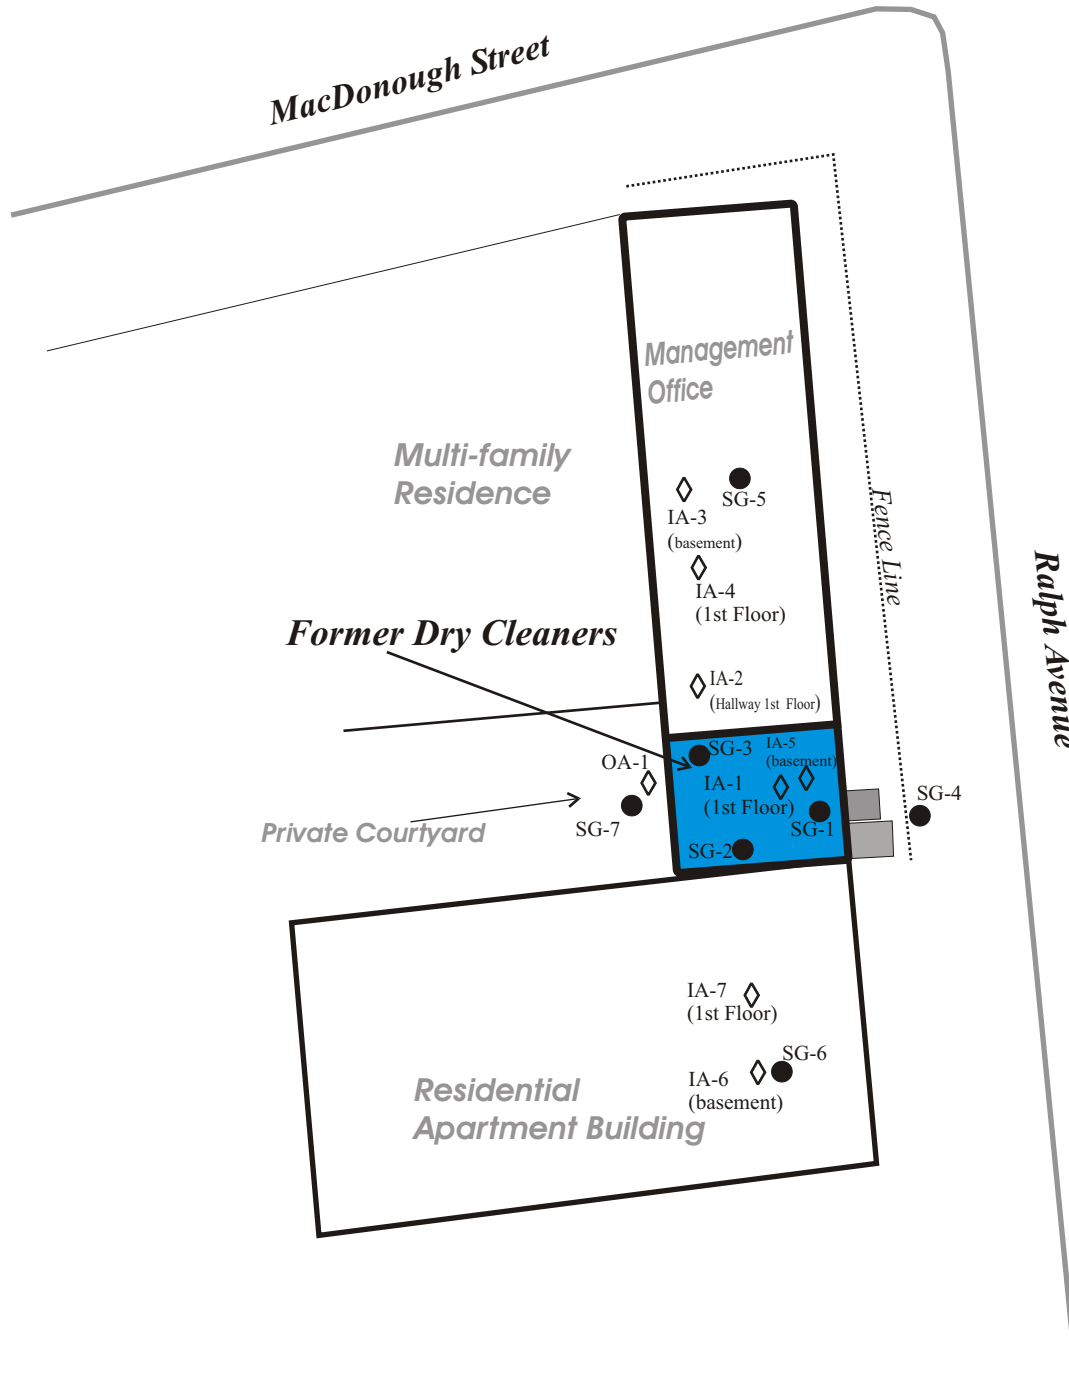 MacDonough Street
Management
Office
Multi-family
Residence
SG-5
IA-3
(basement)
Fence Line
IA-4
(1st Floor)
Ralph Avenue
Former Dry Cleaners
IA-2
(Hallway 1st Floor)
SG-3
IA-5
(basement)
OA-1
IA-1
(1st Floor)
SG-4
SG-7
SG-1
Private Courtyard
SG-2
IA-7
(1st Floor)
SG-6
IA-6
(basement)
Residential
Apartment Building